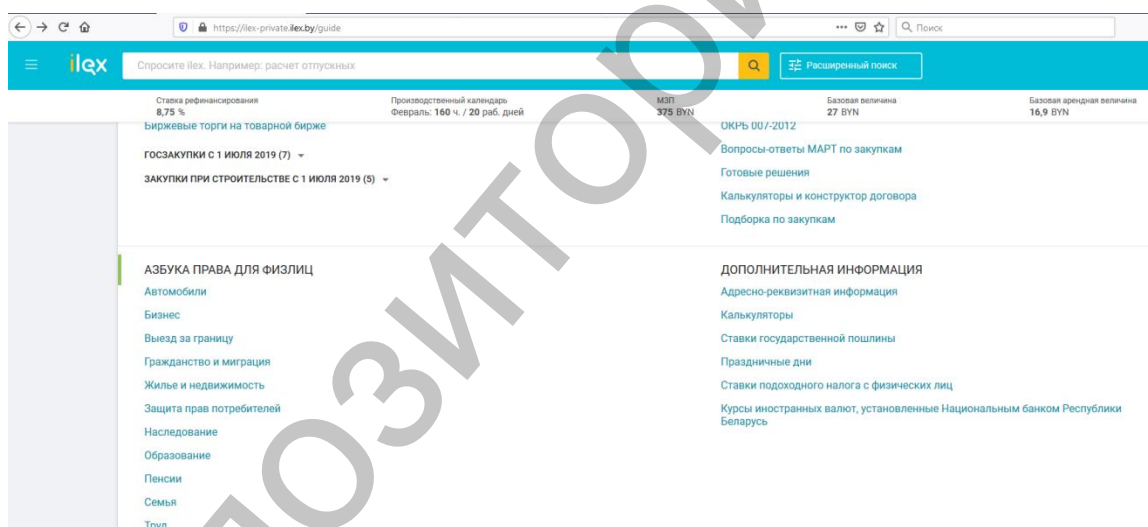 https://ilex-private.ilex.by/guide
Поиск
ilex
Спросите ilex. Например: расчет отпускных
Расширенный поиск
Ставка рефинансирования
8,75 %
Производственный календарь
Февраль: 160 ч. / 20 раб. дней
МЗП
375 BYN
Базовая величина
27 BYN
Базовая арендная величина
16,9 BYN
Биржевые торги на товарной бирже
ГОСЗАКУПКИ С 1 ИЮЛЯ 2019 (7)
ЗАКУПКИ ПРИ СТРОИТЕЛЬСТВЕ С 1 ИЮЛЯ 2019 (5)
ОКРБ 007-2012
Вопросы-ответы МАРТ по закупкам
Готовые решения
Калькуляторы и конструктор договора
Подборка по закупкам
АЗБУКА ПРАВА ДЛЯ ФИЗЛИЦ
Автомобили
Бизнес
Выезд за границу
Гражданство и миграция
Жилье и недвижимость
Защита прав потребителей
Наследование
Образование
Пенсии
Семья
Труд
ДОПОЛНИТЕЛЬНАЯ ИНФОРМАЦИЯ
Адресно-реквизитная информация
Калькуляторы
Ставки государственной пошлины
Праздничные дни
Ставки подоходного налога с физических лиц
Курсы иностранных валют, установленные Национальным банком Республики
Беларусь
ПОЗИТОРИ